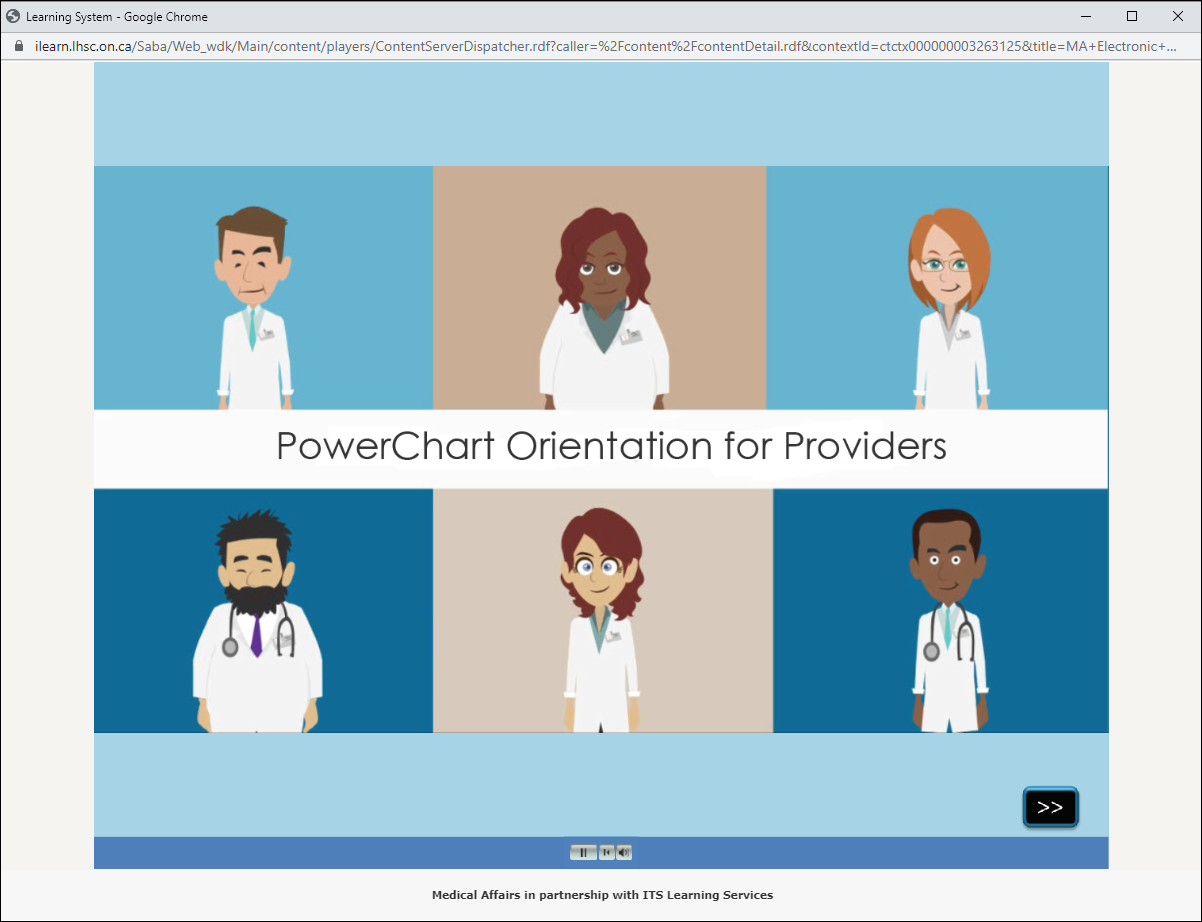 Learning System - Google Chrome
ilearn.lhsc.on.ca/Saba/Web_wdk/Main/content/players/ContentServerDispatcher.rdf?caller=%2Fcontent%2FcontentDetail.rdf&contextId=ctctx000000003263125&title=MA+Electronic+...
PowerChart Orientation for Providers
>>
Medical Affairs in partnership with ITS Learning Services